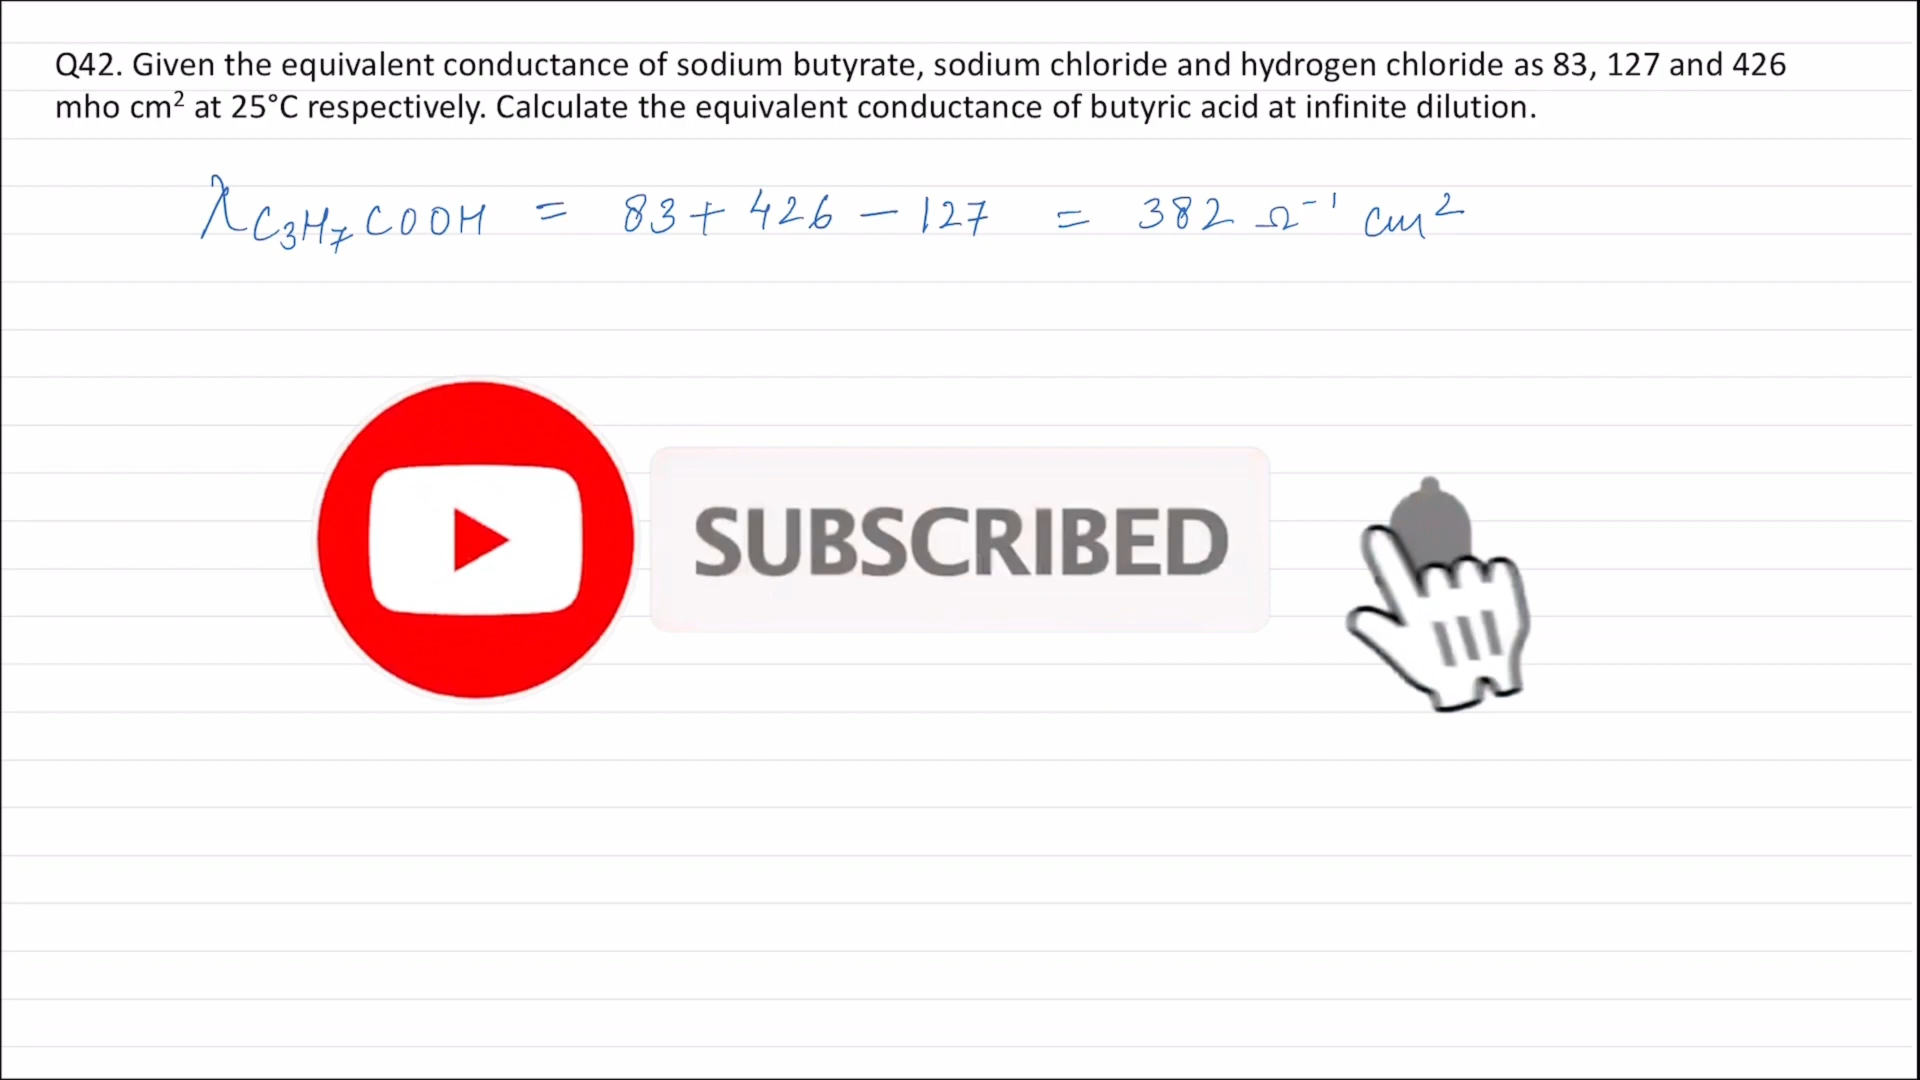 Q42. Given the equivalent conductance of sodium butyrate, sodium chloride and hydrogen chloride as 83, 127 and 426
mho cm² at 25°C respectively. Calculate the equivalent conductance of butyric acid at infinite dilution.
λ C₃H₇COOH = 83 + 426 − 127 = 382 Ω⁻¹ cm²
SUBSCRIBED